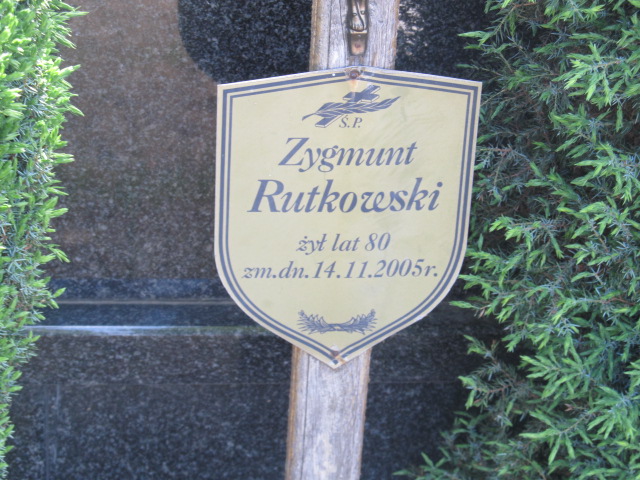 Ś.P.
Zygmunt
Rutkowski
żył lat 80
zm.dn.14.11.2005r.